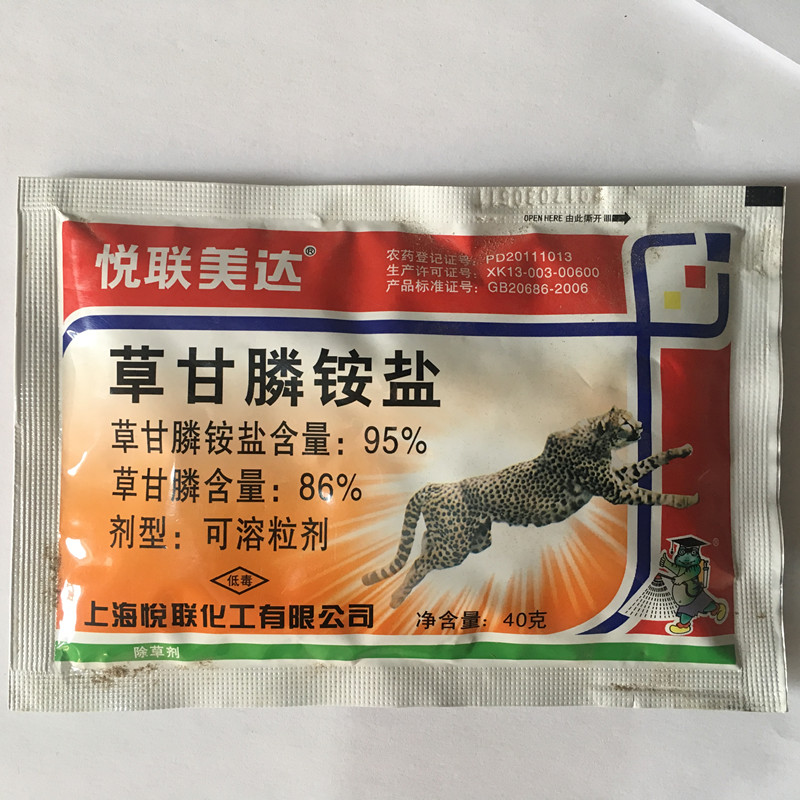 OPEN HERE 由此撕开
悦联美达®
农药登记证号：PD20111013
生产许可证号：XK13-003-00600
产品标准证号：GB20686-2006
草甘膦铵盐
草甘膦铵盐含量：95%
草甘膦含量：86%
剂型：可溶粒剂
低毒
上海悦联化工有限公司
净含量：40克
除草剂